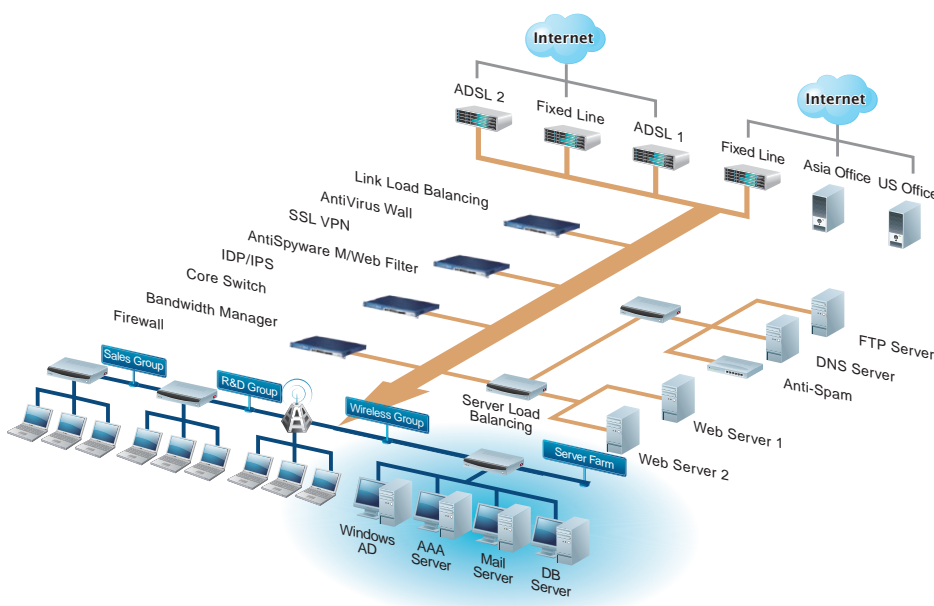 Internet
ADSL 2
Fixed Line
ADSL 1
Internet
Fixed Line
Asia Office
US Office
Link Load Balancing
AntiVirus Wall
SSL VPN
AntiSpyware M/Web Filter
IDP/IPS
Core Switch
Bandwidth Manager
Firewall
FTP Server
DNS Server
Anti-Spam
Sales Group
R&D Group
Wireless Group
Server Load
Balancing
Web Server 1
Web Server 2
Server Farm
Windows
AD
AAA
Server
Mail
Server
DB
Server